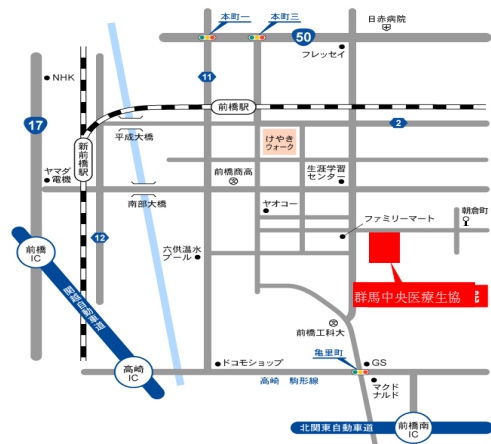 本町一
本町三
日赤病院
50
フレッセイ
NHK
11
前橋駅
17
2
平成大橋
けやき
ウォーク
新前橋駅
ヤマダ
電機
前橋商高
生涯学習
センター
南部大橋
ヤオコー
ファミリーマート
朝倉町
12
六供温水
プール
前橋
IC
関越自動車道
群馬中央医療生協
前橋工科大
亀里町
高崎
IC
ドコモショップ
GS
高崎 駒形線
マクド
ナルド
北関東自動車道
前橋南
IC